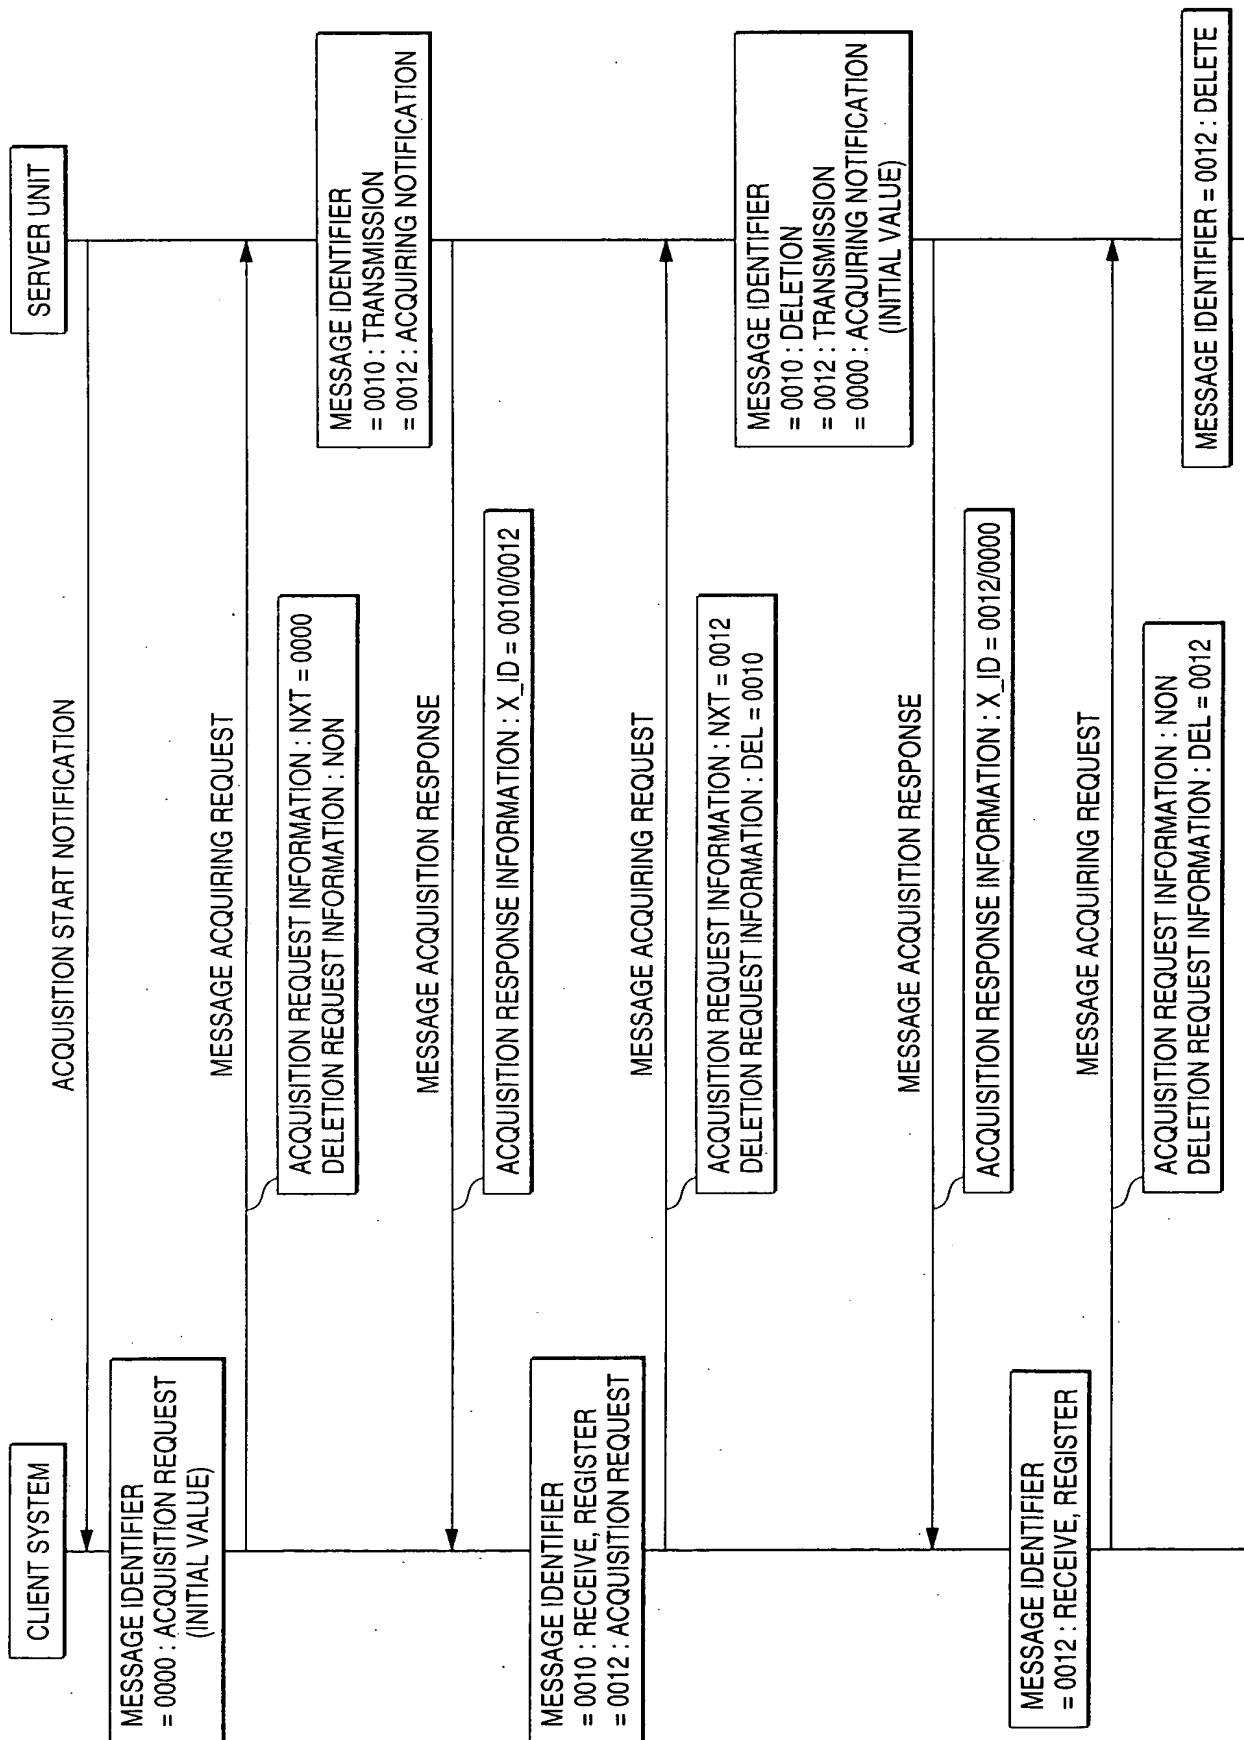 CLIENT SYSTEM
SERVER UNIT
ACQUISITION START NOTIFICATION
MESSAGE IDENTIFIER
= 0000 : ACQUISITION REQUEST
(INITIAL VALUE)
MESSAGE ACQUIRING REQUEST
ACQUISITION REQUEST INFORMATION : NXT = 0000
DELETION REQUEST INFORMATION : NON
MESSAGE IDENTIFIER
= 0010 : TRANSMISSION
= 0012 : ACQUIRING NOTIFICATION
MESSAGE ACQUISITION RESPONSE
ACQUISITION RESPONSE INFORMATION : X_ID = 0010/0012
MESSAGE IDENTIFIER
= 0010 : RECEIVE, REGISTER
= 0012 : ACQUISITION REQUEST
MESSAGE ACQUIRING REQUEST
ACQUISITION REQUEST INFORMATION : NXT = 0012
DELETION REQUEST INFORMATION : DEL = 0010
MESSAGE IDENTIFIER
= 0010 : DELETION
= 0012 : TRANSMISSION
= 0000 : ACQUIRING NOTIFICATION
(INITIAL VALUE)
MESSAGE ACQUISITION RESPONSE
ACQUISITION RESPONSE INFORMATION : X_ID = 0012/0000
MESSAGE IDENTIFIER
= 0012 : RECEIVE, REGISTER
MESSAGE ACQUIRING REQUEST
ACQUISITION REQUEST INFORMATION : NON
DELETION REQUEST INFORMATION : DEL = 0012
MESSAGE IDENTIFIER = 0012 : DELETE